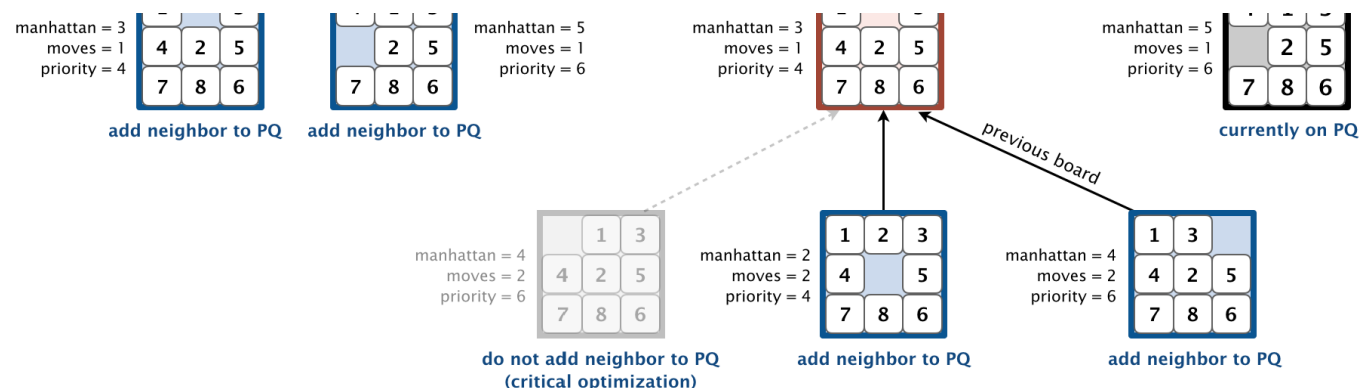 manhattan = 3
moves = 1
priority = 4
4 2 5
7 8 6
add neighbor to PQ
2 5
7 8 6
add neighbor to PQ
manhattan = 5
moves = 1
priority = 6
manhattan = 3
moves = 1
priority = 4
4 2 5
7 8 6
manhattan = 5
moves = 1
priority = 6
2 5
7 8 6
currently on PQ
previous board
manhattan = 4
moves = 2
priority = 6
1 3
4 2 5
7 8 6
do not add neighbor to PQ
(critical optimization)
manhattan = 2
moves = 2
priority = 4
1 2 3
4 5
7 8 6
add neighbor to PQ
manhattan = 4
moves = 2
priority = 6
1 3
4 2 5
7 8 6
add neighbor to PQ